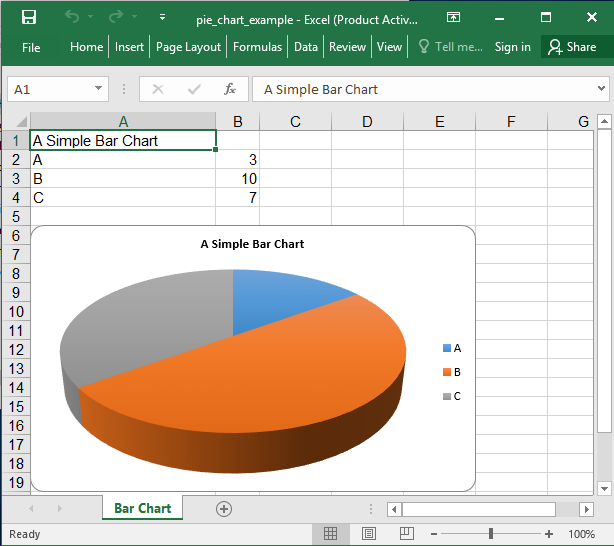 pie_chart_example - Excel (Product Activ...
File Home Insert Page Layout Formulas Data Review View Tell me... Sign in Share
A1 fx A Simple Bar Chart
A B C D E F G
1 A Simple Bar Chart
2 A 3
3 B 10
4 C 7
5
6
A Simple Bar Chart
7
8
9
10
11
12 A
13 B
14 C
15
16
17
18
19
Bar Chart
Ready 100%